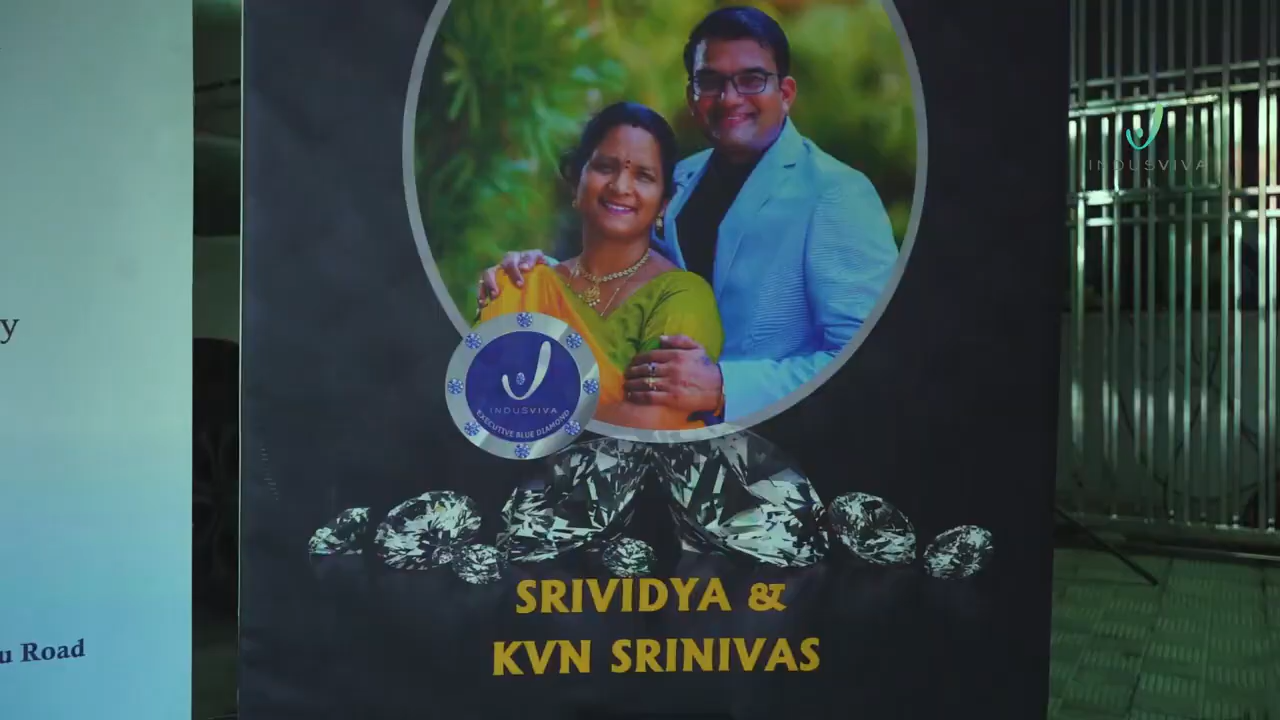 y
u Road
INDUSVIVA
EXECUTIVE BLUE DIAMOND
SRIVIDYA &
KVN SRINIVAS
INDUSVIVA